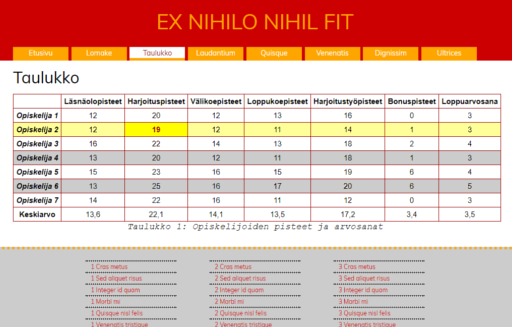 EX NIHILO NIHIL FIT
Etusivu Lomake Taulukko Laudantium Quisque Venenatis Dignissim Ultrices
Taulukko
Läsnäolopisteet Harjoituspisteet Välikoepisteet Loppukoepisteet Harjoitustyöpisteet Bonuspisteet Loppuarvosana
Opiskelija 1 12 20 12 13 16 0 3
Opiskelija 2 12 19 12 11 14 1 3
Opiskelija 3 16 22 14 13 18 2 4
Opiskelija 4 13 20 12 11 18 1 3
Opiskelija 5 15 23 15 15 19 6 4
Opiskelija 6 13 25 16 17 20 6 5
Opiskelija 7 14 22 16 11 12 0 3
Keskiarvo 13,6 22,1 14,1 13,5 17,2 3,4 3,5
Taulukko 1: Opiskelijoiden pisteet ja arvosanat
1 Cras metus 2 Cras metus 3 Cras metus
1 Sed aliquet risus 2 Sed aliquet risus 3 Sed aliquet risus
1 Integer id quam 2 Integer id quam 3 Integer id quam
1 Morbi mi 2 Morbi mi 3 Morbi mi
1 Quisque nisl felis 2 Quisque nisl felis 3 Quisque nisl felis
1 Venenatis tristique 2 Venenatis tristique 3 Venenatis tristique